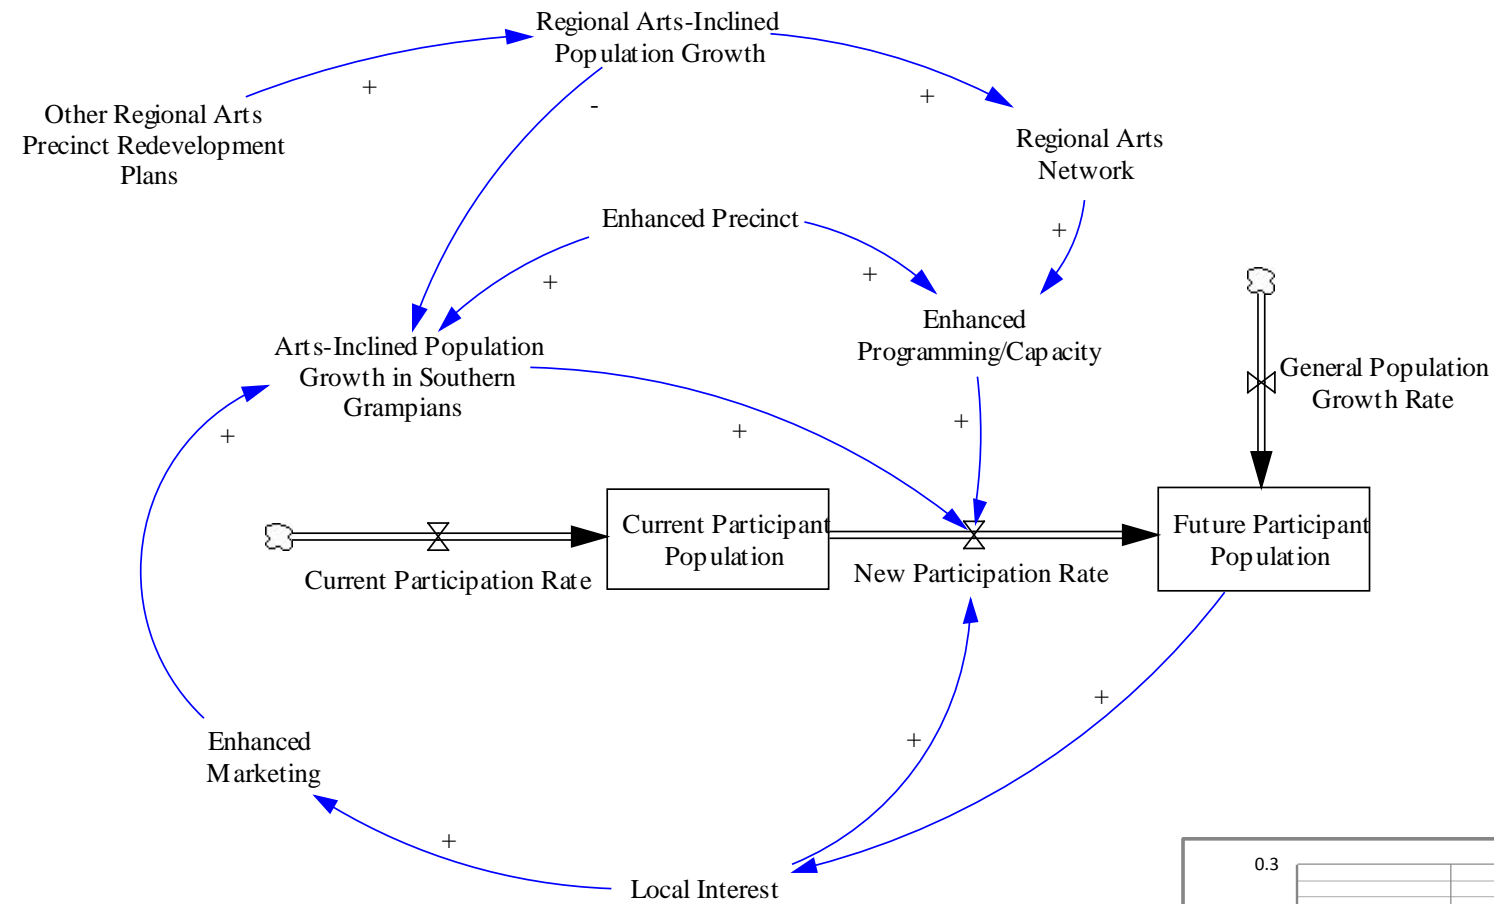 Regional Arts-Inclined
Population Growth
+
-
+
Other Regional Arts
Precinct Redevelopment
Plans
Regional Arts
Network
Enhanced Precinct
+
+
+
Enhanced
Programming/Capacity
Arts-Inclined Population
Growth in Southern
Grampians
General Population
Growth Rate
+
+
+
Current Participant
Population
Future Participant
Population
Current Participation Rate
New Participation Rate
+
+
Enhanced
Marketing
+
Local Interest
0.3